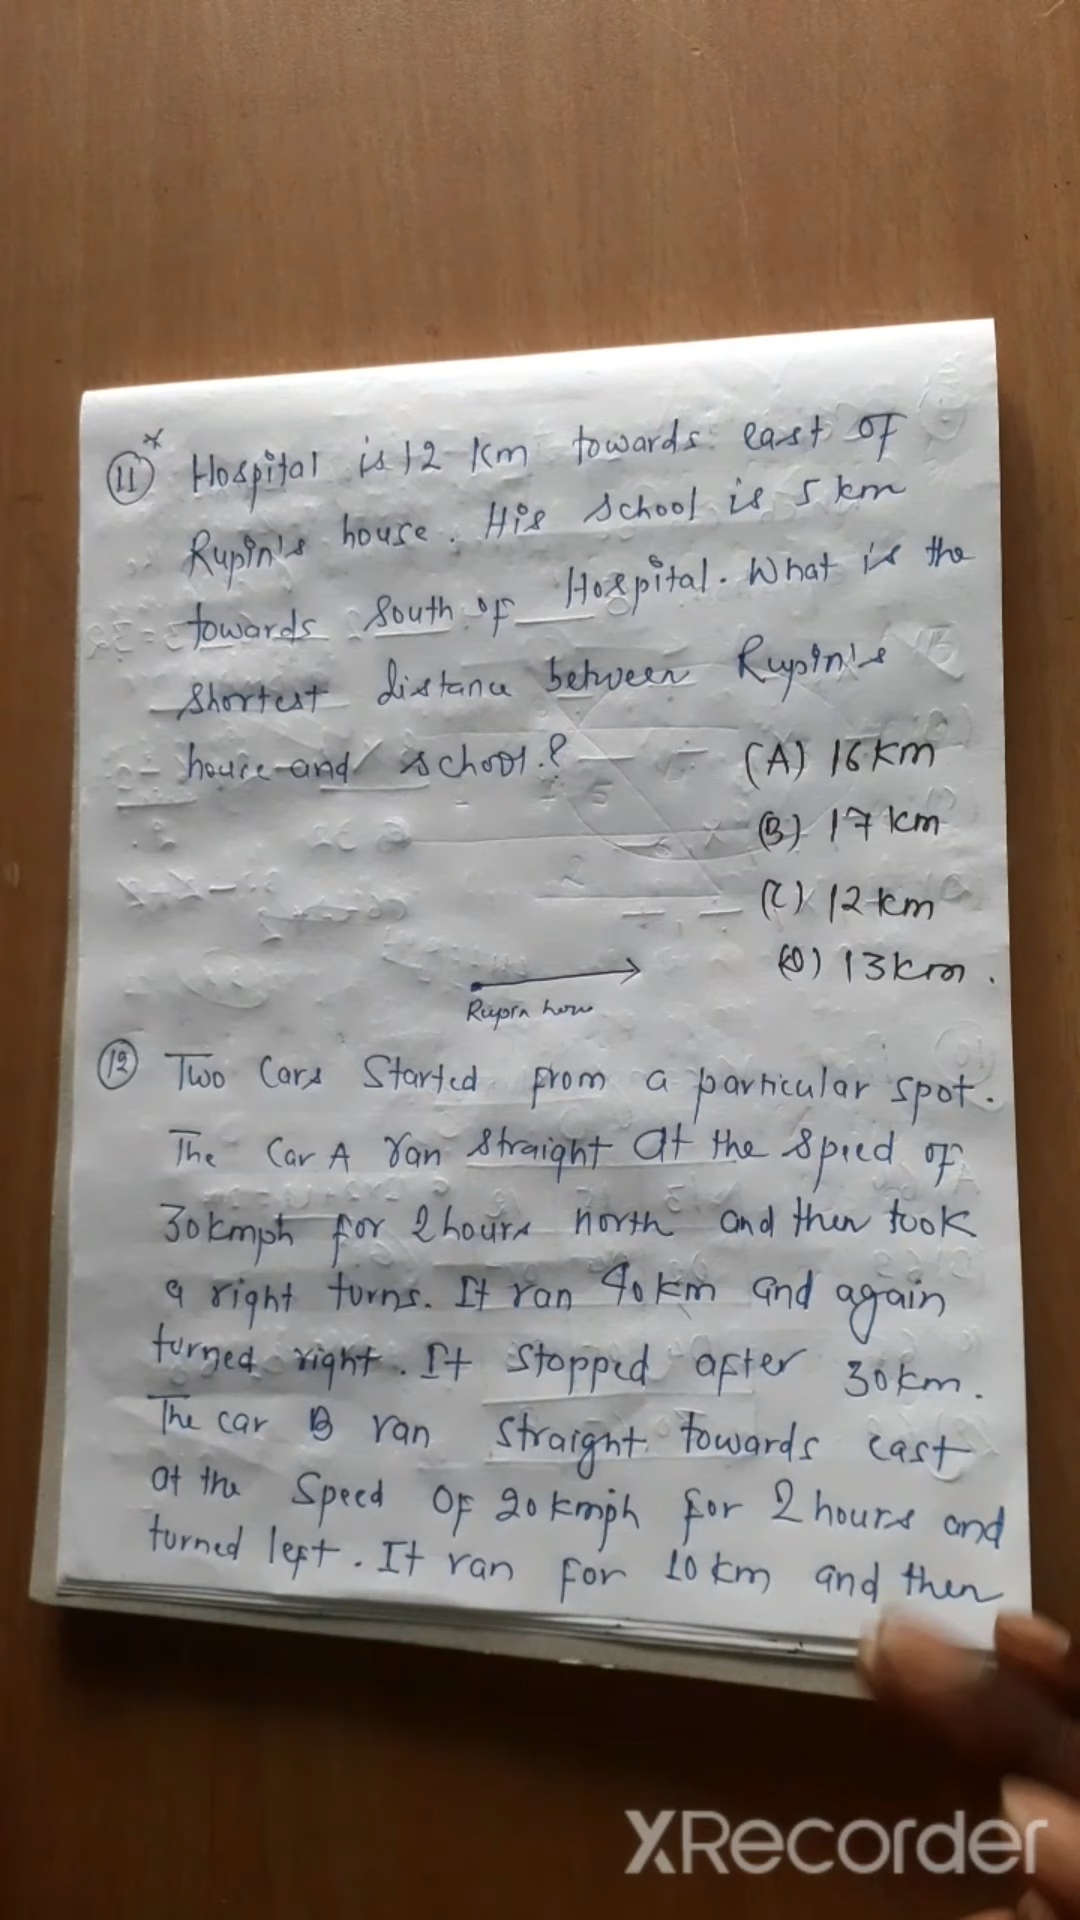 11 * Hospital is 12 Km towards east of
Rupin's house. His school is 5 km
towards south of Hospital. What is the
shortest distance between Rupin's
house and school?
(A) 16 KM
(B) 17 km
(C) 12 km
(D) 13 km.
Rupin
12 Two Cars Started from a particular spot.
The Car A ran straight at the speed of
30 kmph for 2 hours north and then took
a right turns. It ran 40 km and again
turned right. It stopped after 30 km.
The car B ran straight towards east
at the speed of 20 kmph for 2 hours and
turned left. It ran for 10 km and then
XRecorder